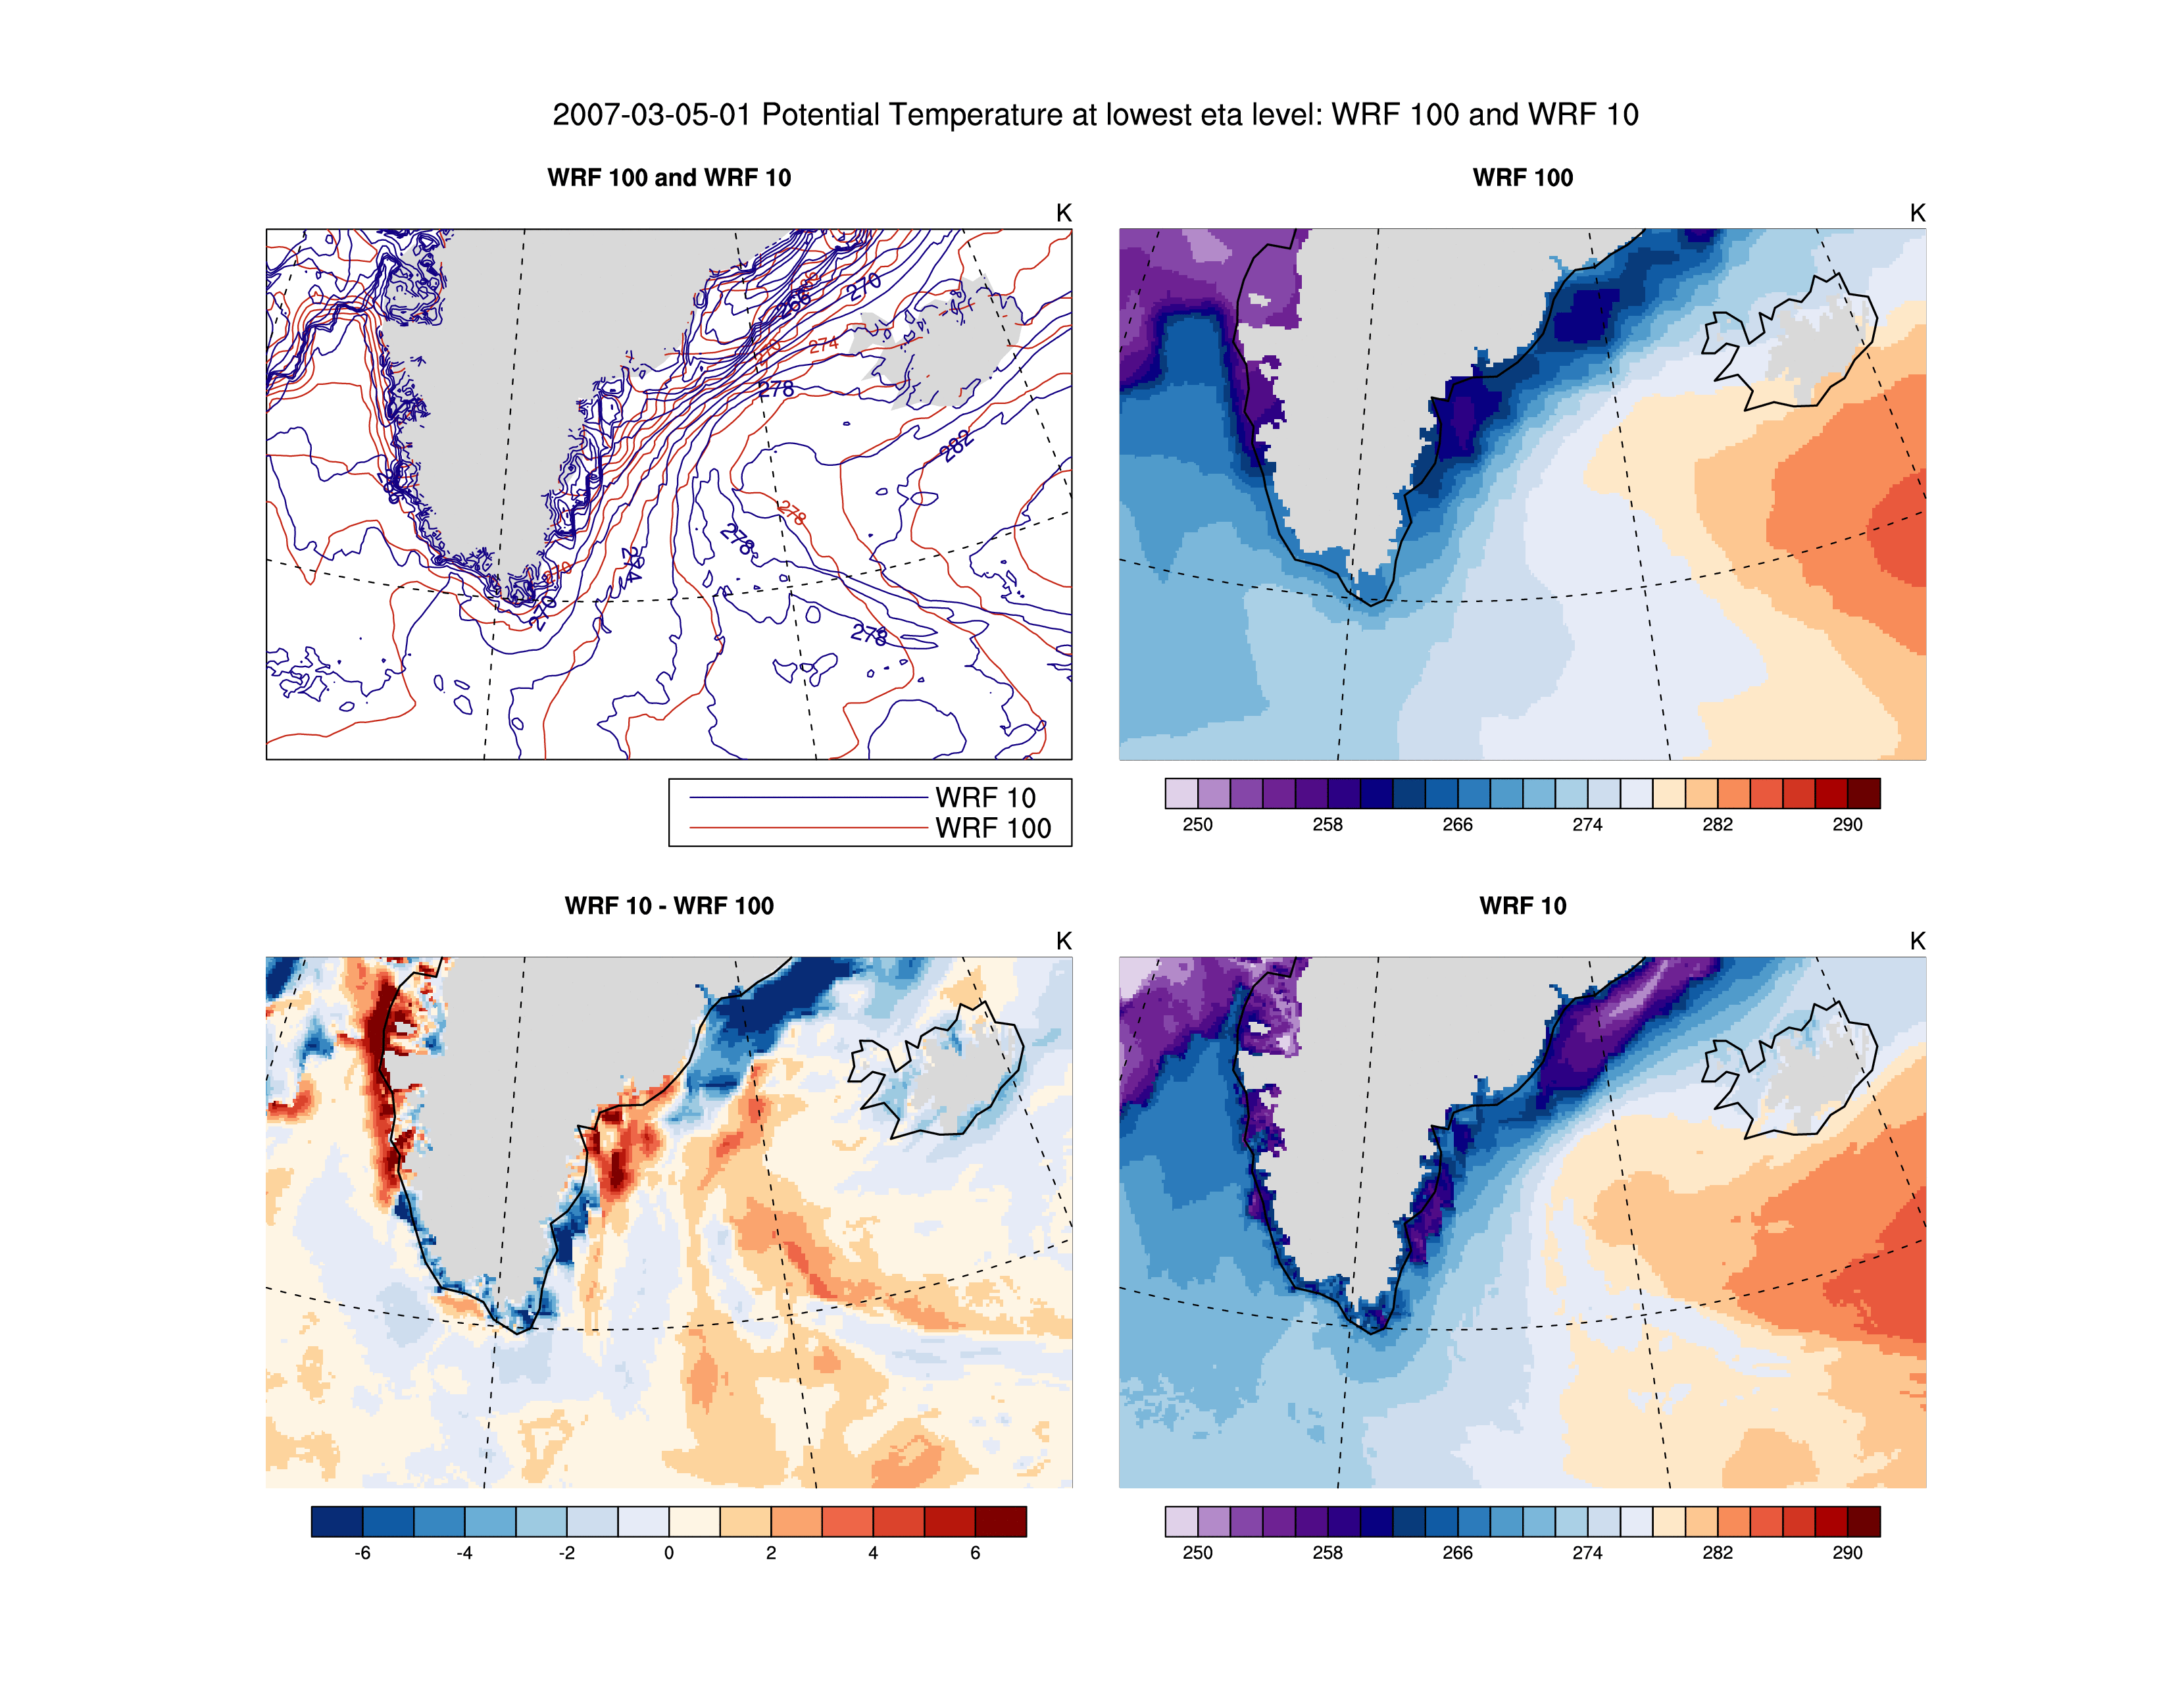 2007-03-05-01 Potential Temperature at lowest eta level: WRF 100 and WRF 10
WRF 100 and WRF 10
K
270
274
278
282
278
278
278
274
270
270
WRF 10
WRF 100
WRF 100
K
250 258 266 274 282 290
WRF 10 - WRF 100
K
-6 -4 -2 0 2 4 6
WRF 10
K
250 258 266 274 282 290